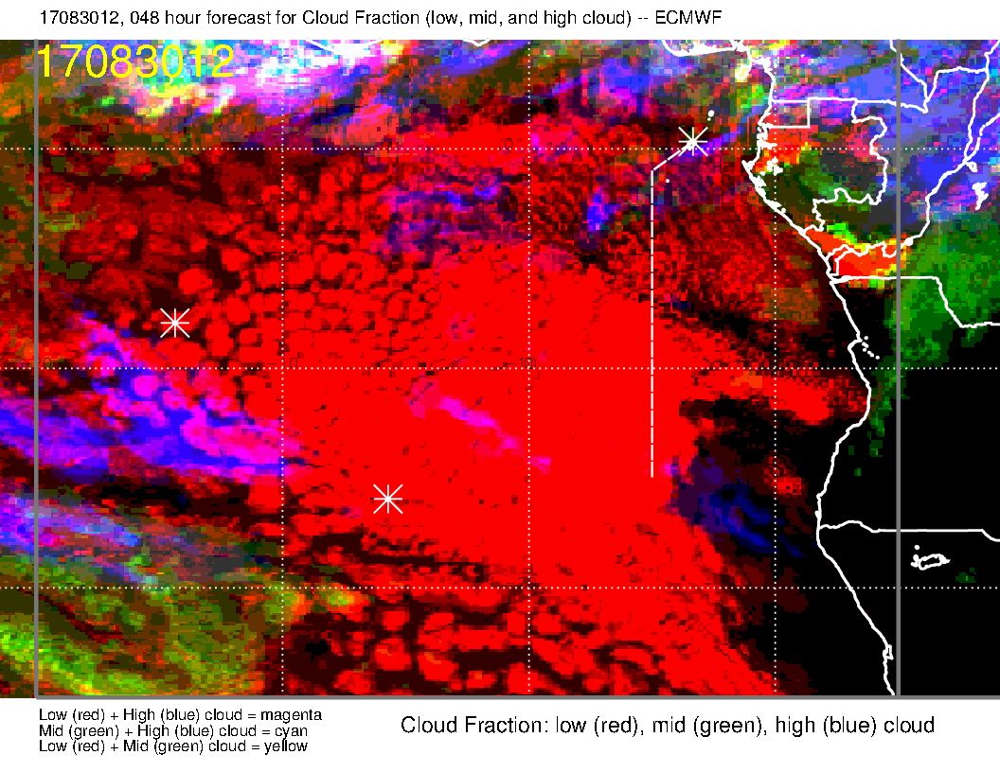 17083012, 048 hour forecast for Cloud Fraction (low, mid, and high cloud) -- ECMWF
17083012
Low (red) + High (blue) cloud = magenta
Mid (green) + High (blue) cloud = cyan
Low (red) + Mid (green) cloud = yellow
Cloud Fraction: low (red), mid (green), high (blue) cloud